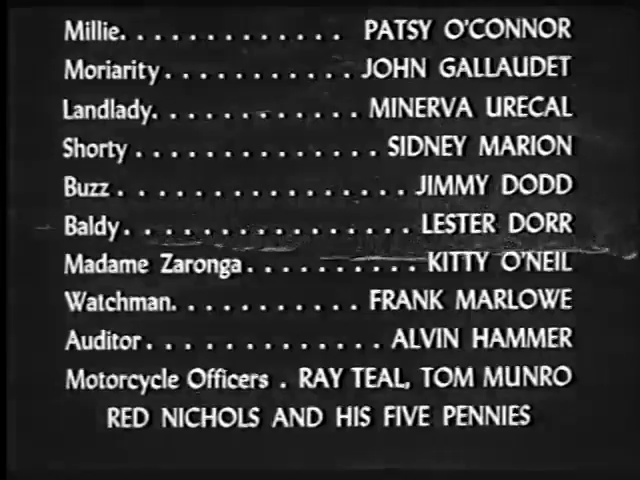 Millie. . . . . . . . . . . . . PATSY O'CONNOR
Moriarity . . . . . . . . . . . JOHN GALLAUDET
Landlady. . . . . . . . . . . . MINERVA URECAL
Shorty . . . . . . . . . . . . . . SIDNEY MARION
Buzz . . . . . . . . . . . . . . . . JIMMY DODD
Baldy . . . . . . . . . . . . . . . LESTER DORR
Madame Zaronga . . . . . . . . . . KITTY O'NEIL
Watchman. . . . . . . . . . . FRANK MARLOWE
Auditor . . . . . . . . . . . . . ALVIN HAMMER
Motorcycle Officers . RAY TEAL, TOM MUNRO
RED NICHOLS AND HIS FIVE PENNIES